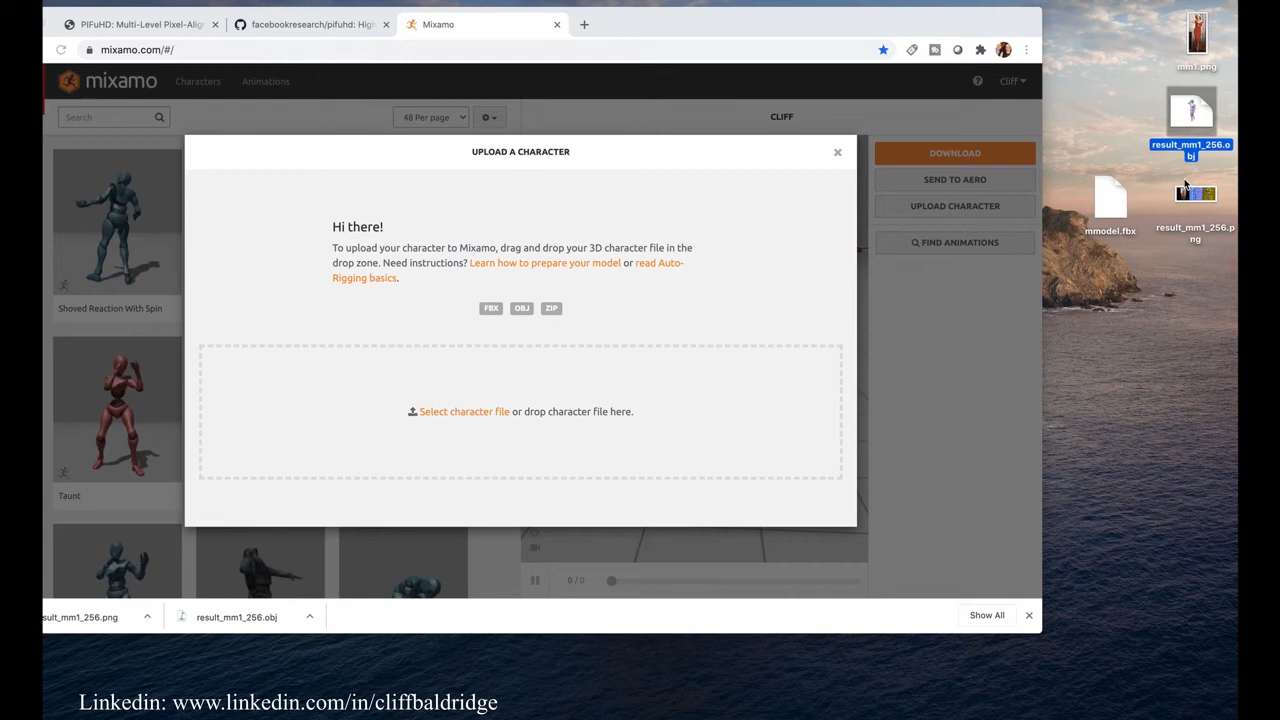 PIFuHD: Multi-Level Pixel-Align
facebookresearch/pifuhd: High
Mixamo
mixamo.com/#/
mixamo
Characters
Animations
Cliff
Search
48 Per page
CLIFF
UPLOAD A CHARACTER
DOWNLOAD
SEND TO AERO
UPLOAD CHARACTER
FIND ANIMATIONS
Hi there!
To upload your character to Mixamo, drag and drop your 3D character file in the
drop zone. Need instructions? Learn how to prepare your model or read Auto-
Rigging basics.
FBX OBJ ZIP
Select character file or drop character file here.
Shoved Reaction With Spin
Taunt
0 / 0
sult_mm1_256.png
result_mm1_256.obj
Show All
mm1.png
result_mm1_256.o
bj
mmodel.fbx
result_mm1_256.p
ng
Linkedin: www.linkedin.com/in/cliffbaldridge